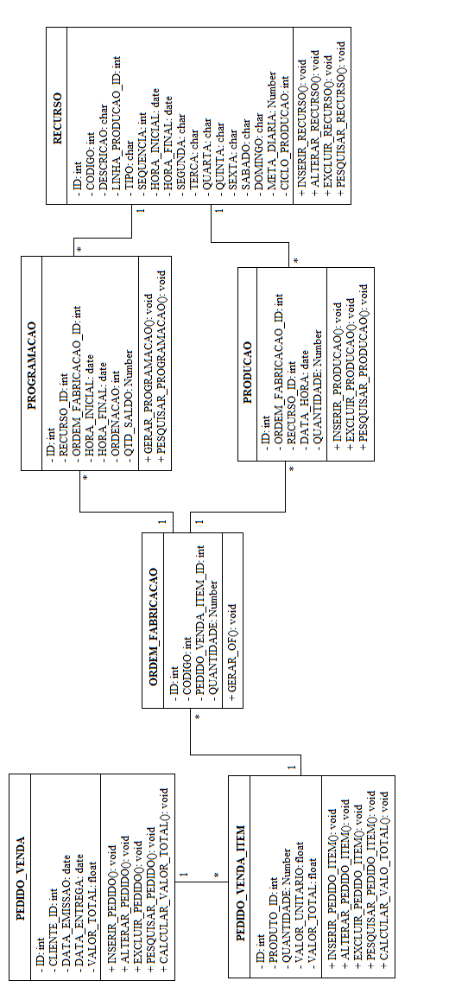 PEDIDO_VENDA
- ID: int
- CLIENTE_ID: int
- DATA_EMISSAO: date
- DATA_ENTREGA: date
- VALOR_TOTAL: float
+ INSERIR_PEDIDO(): void
+ ALTERAR_PEDIDO(): void
+ EXCLUIR_PEDIDO(): void
+ PESQUISAR_PEDIDO(): void
+ CALCULAR_VALOR_TOTAL(): void
1
*
PEDIDO_VENDA_ITEM
- ID: int
- PRODUTO_ID: int
- QUANTIDADE: Number
- VALOR_UNITARIO: float
- VALOR_TOTAL: float
+ INSERIR_PEDIDO_ITEM(): void
+ ALTERAR_PEDIDO_ITEM(): void
+ EXCLUIR_PEDIDO_ITEM(): void
+ PESQUISAR_PEDIDO_ITEM(): void
+ CALCULAR_VALO_TOTAL(): void
1
*
ORDEM_FABRICACAO
- ID: int
- CODIGO: int
- PEDIDO_VENDA_ITEM_ID: int
- QUANTIDADE: Number
+ GERAR_OF(): void
1
1
*
*
PROGRAMACAO
- ID: int
- RECURSO_ID: int
- ORDEM_FABRICACAO_ID: int
- HORA_INICIAL: date
- HORA_FINAL: date
- ORDENACAO: int
- QTD_SALDO: Number
+ GERAR_PROGRAMACAO(): void
+ PESQUISAR_PROGRAMACAO(): void
*
PRODUCAO
- ID: int
- ORDEM_FABRICACAO_ID: int
- RECURSO_ID: int
- DATA_HORA: date
- QUANTIDADE: Number
+ INSERIR_PRODUCAO(): void
+ EXCLUIR_PRODUCAO(): void
+ PESQUISAR_PRODUCAO(): void
*
1
1
RECURSO
- ID: int
- CODIGO: int
- DESCRICAO: char
- LINHA_PRODUCAO_ID: int
- TIPO: char
- SEQUENCIA: int
- HORA_INICIAL: date
- HORA_FINAL: date
- SEGUNDA: char
- TERCA: char
- QUARTA: char
- QUINTA: char
- SEXTA: char
- SABADO: char
- DOMINGO: char
- META_DIARIA: Number
- CICLO_PRODUCAO: int
+ INSERIR_RECURSO(): void
+ ALTERAR_RECURSO(): void
+ EXCLUIR_RECURSO(): void
+ PESQUISAR_RECURSO(): void